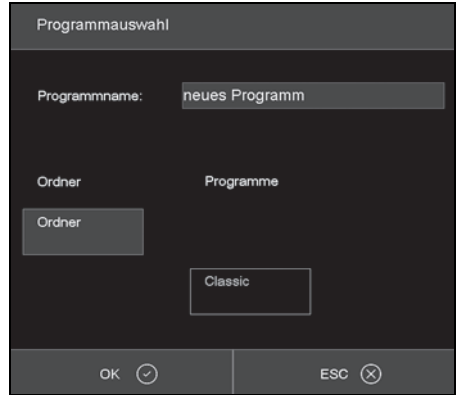 Programmauswahl
Programmname: neues Programm
Ordner Programme
Ordner
Classic
OK ESC